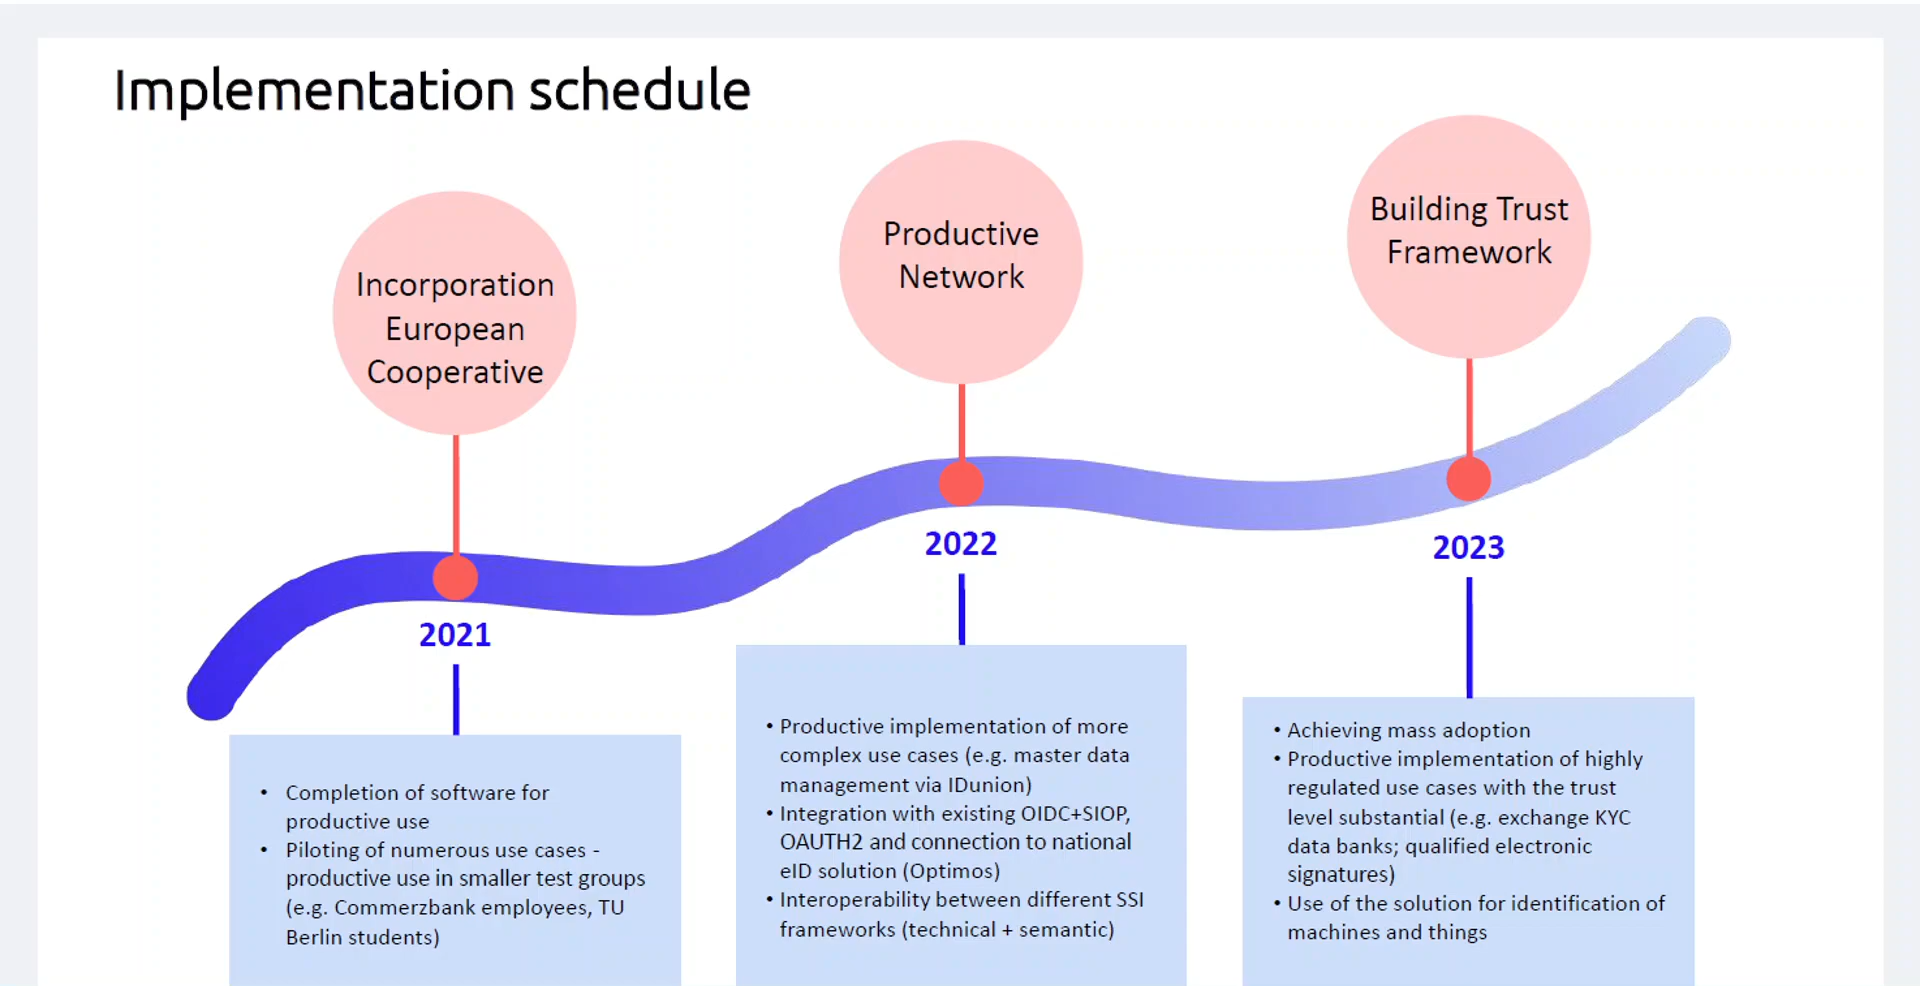 Implementation schedule
Incorporation
European
Cooperative
Productive
Network
Building Trust
Framework
2021
2022
2023
• Completion of software for
productive use
• Piloting of numerous use cases -
productive use in smaller test groups
(e.g. Commerzbank employees, TU
Berlin students)
• Productive implementation of more
complex use cases (e.g. master data
management via IDunion)
• Integration with existing OIDC+SIOP,
OAUTH2 and connection to national
eID solution (Optimos)
• Interoperability between different SSI
frameworks (technical + semantic)
• Achieving mass adoption
• Productive implementation of highly
regulated use cases with the trust
level substantial (e.g. exchange KYC
data banks; qualified electronic
signatures)
• Use of the solution for identification of
machines and things